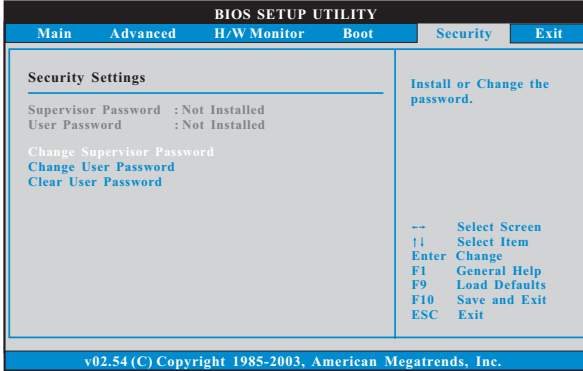 BIOS SETUP UTILITY
Main Advanced H/W Monitor Boot Security Exit
Security Settings
Supervisor Password : Not Installed
User Password : Not Installed
Change Supervisor Password
Change User Password
Clear User Password
Install or Change the
password.
←→ Select Screen
↑↓ Select Item
Enter Change
F1 General Help
F9 Load Defaults
F10 Save and Exit
ESC Exit
v02.54 (C) Copyright 1985-2003, American Megatrends, Inc.